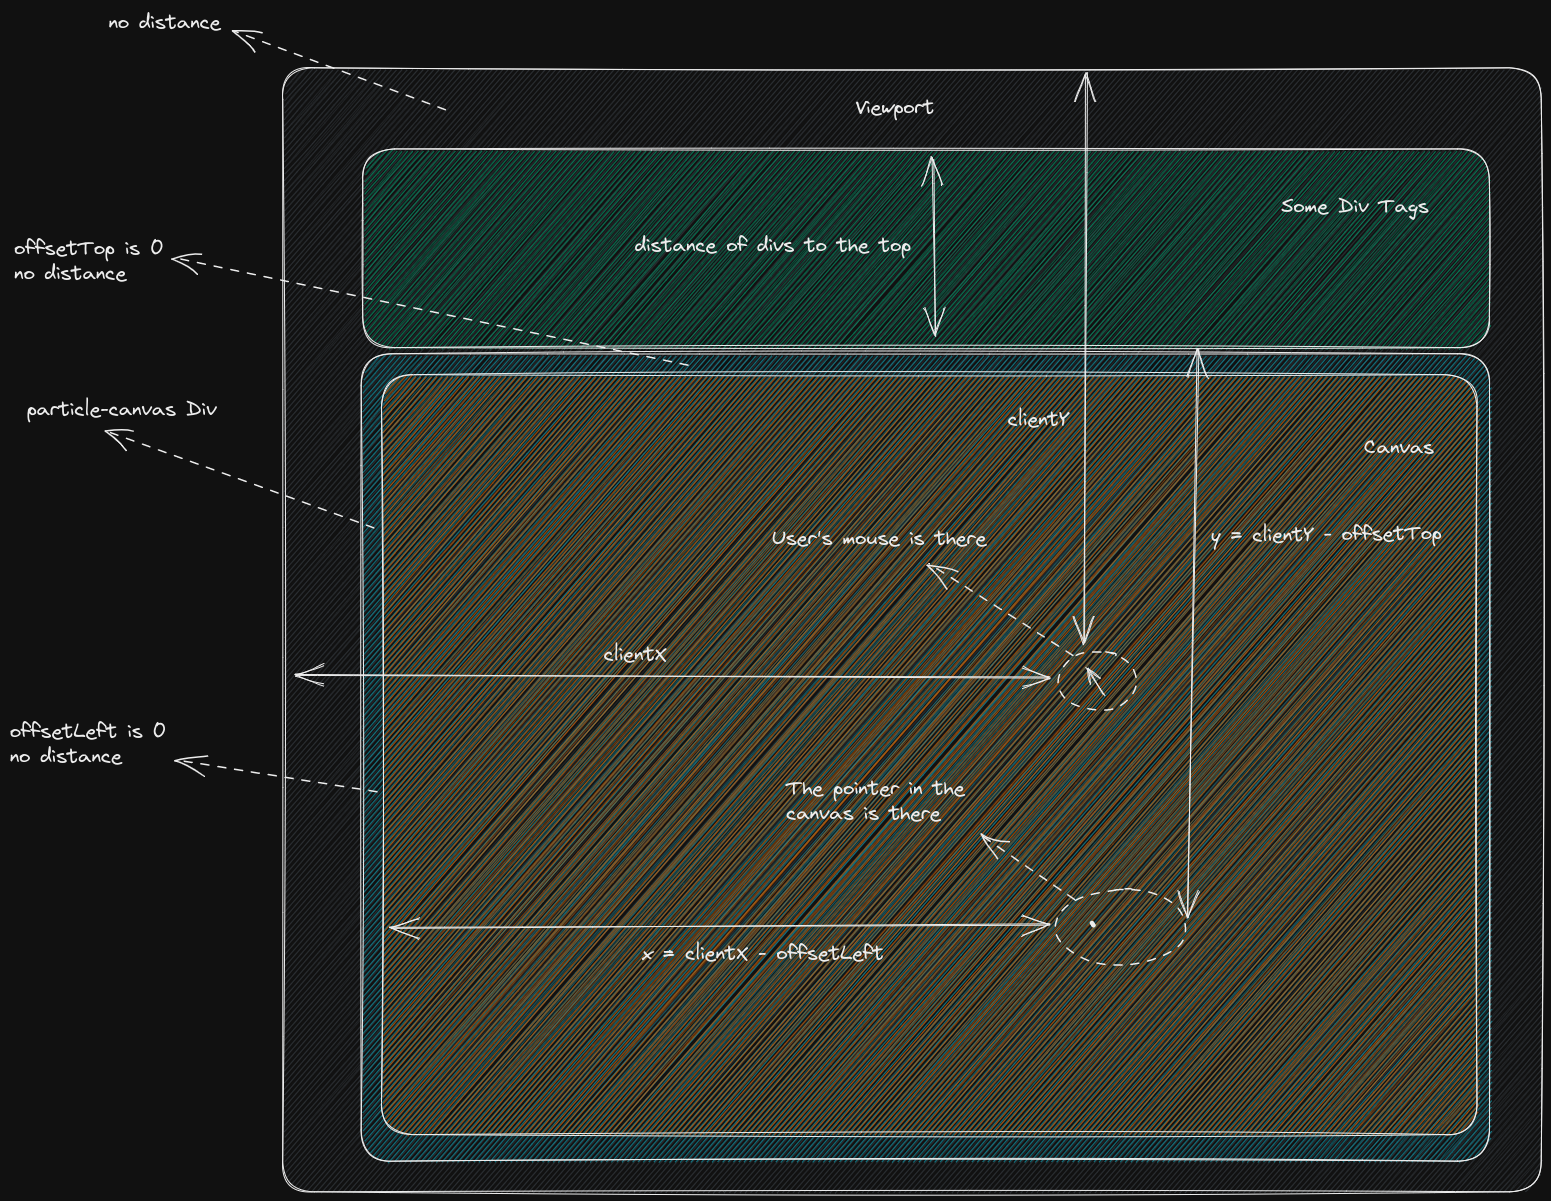 no distance
Viewport
Some Div Tags
distance of divs to the top
offsetTop is 0
no distance
particle-canvas Div
clientY
Canvas
User's mouse is there
y = clientY - offsetTop
clientX
offsetLeft is 0
no distance
The pointer in the
canvas is there
x = clientX - offsetLeft